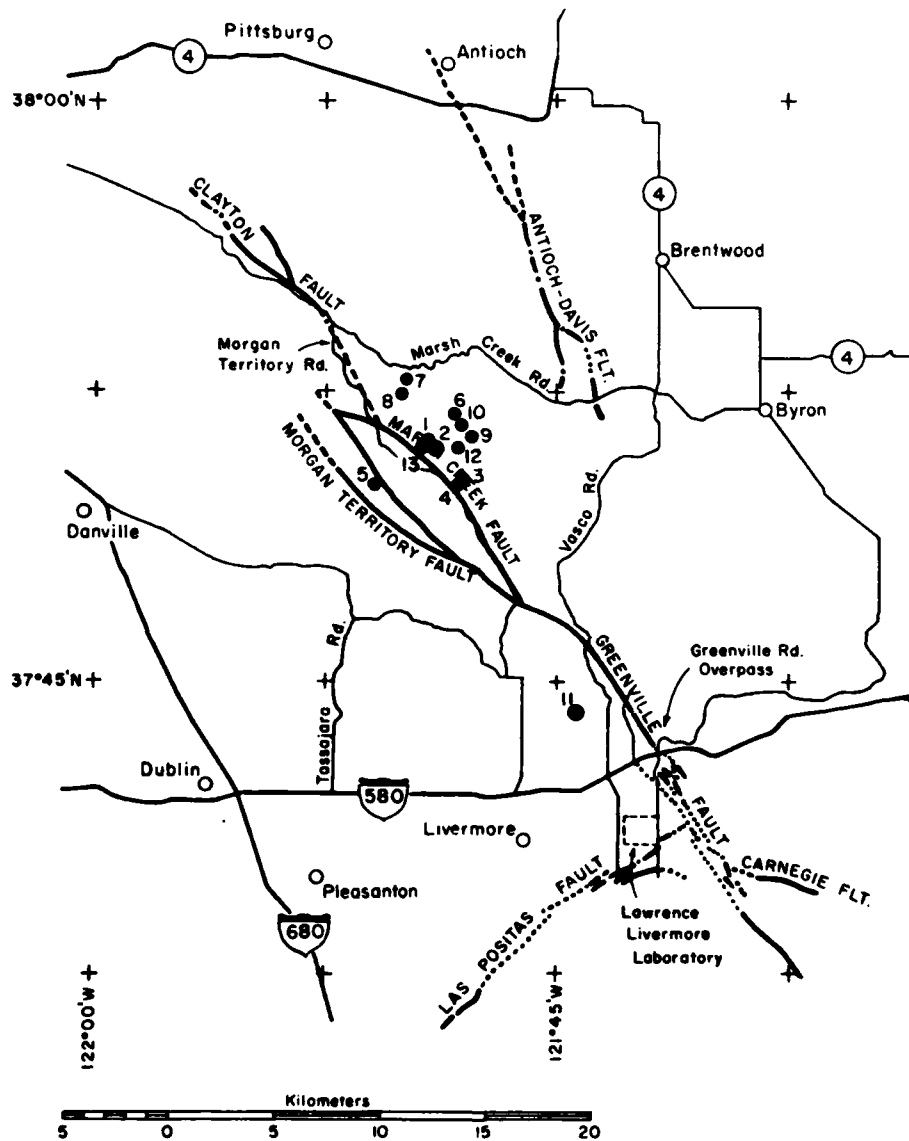 Pittsburg
4
Antioch
38°00'N
4
CLAYTON FAULT
ANTIOCH-DAVIS FLT.
Brentwood
Morgan
Territory Rd.
Marsh Creek Rd.
4
7
8
6
10
9
1
2
12
13
3
4
5
MARSH CREEK FAULT
MORGAN TERRITORY FAULT
Byron
Vasco Rd.
Danville
Greenville Rd.
Overpass
37°45'N
Tassajara Rd.
11
GREENVILLE FAULT
Dublin
580
Livermore
CARNEGIE FLT.
Pleasanton
680
LAS POSITAS FAULT
Lawrence
Livermore
Laboratory
122°00'W
121°45'W
Kilometers
5 0 5 10 15 20